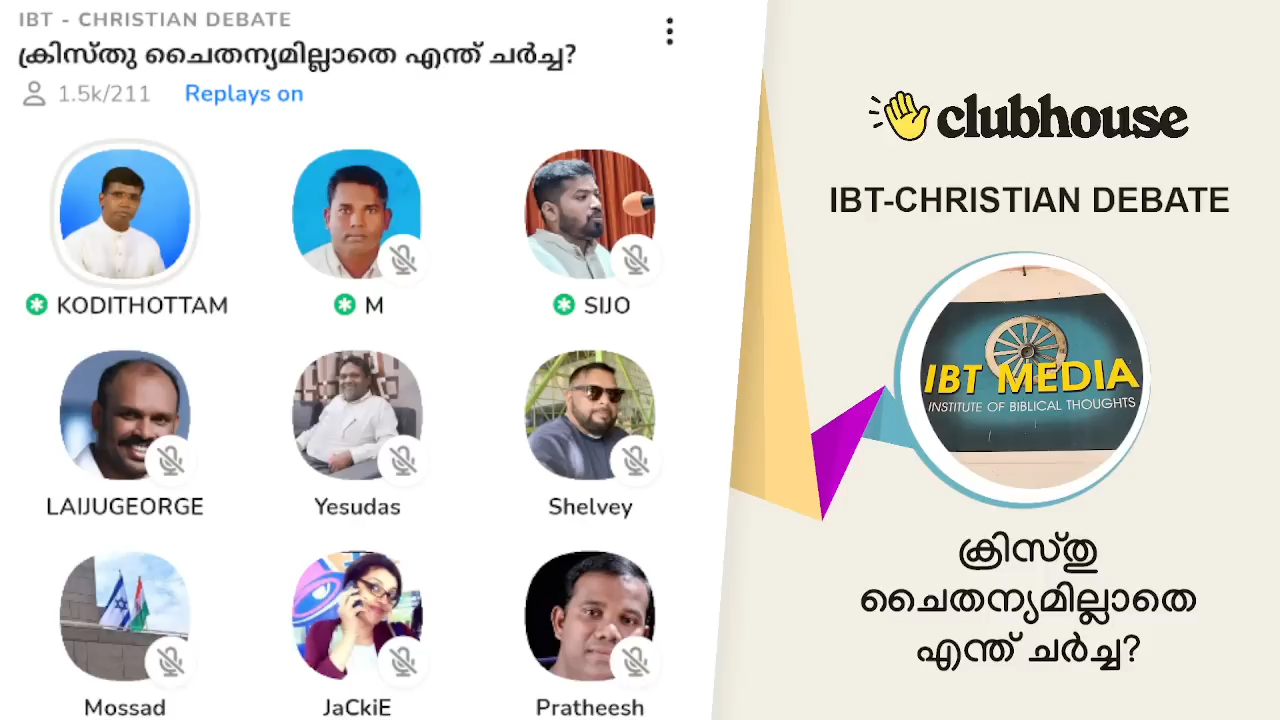 IBT - CHRISTIAN DEBATE
ക്രിസ്തു ചൈതന്യമില്ലാതെ എന്ത് ചർച്ച?
1.5k/211 Replays on
KODITHOTTAM
M
SIJO
LAIJUGEORGE
Yesudas
Shelvey
Mossad
JaCkiE
Pratheesh
clubhouse
IBT-CHRISTIAN DEBATE
IBT MEDIA
INSTITUTE OF BIBLICAL THOUGHTS
ക്രിസ്തു
ചൈതന്യമില്ലാതെ
എന്ത് ചർച്ച?